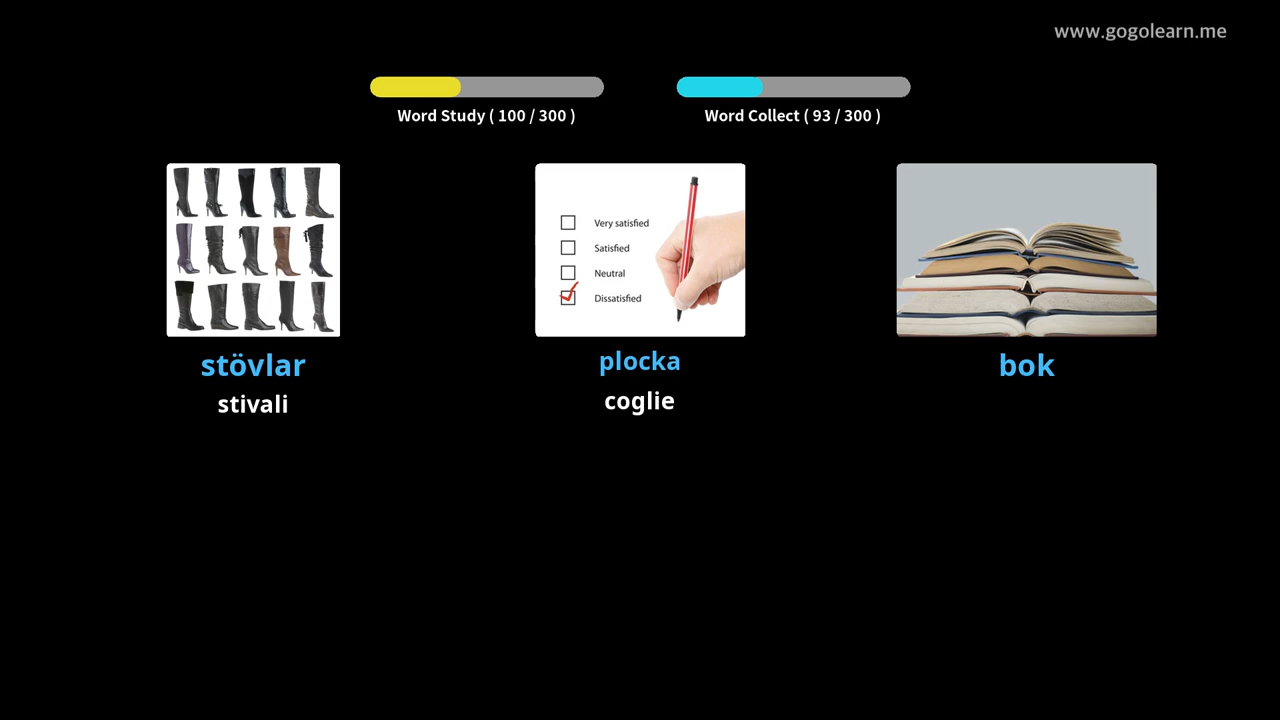 www.gogolearn.me
Word Study ( 100 / 300 )
Word Collect ( 93 / 300 )
Very satisfied
Satisfied
Neutral
Dissatisfied
stövlar
stivali
plocka
coglie
bok